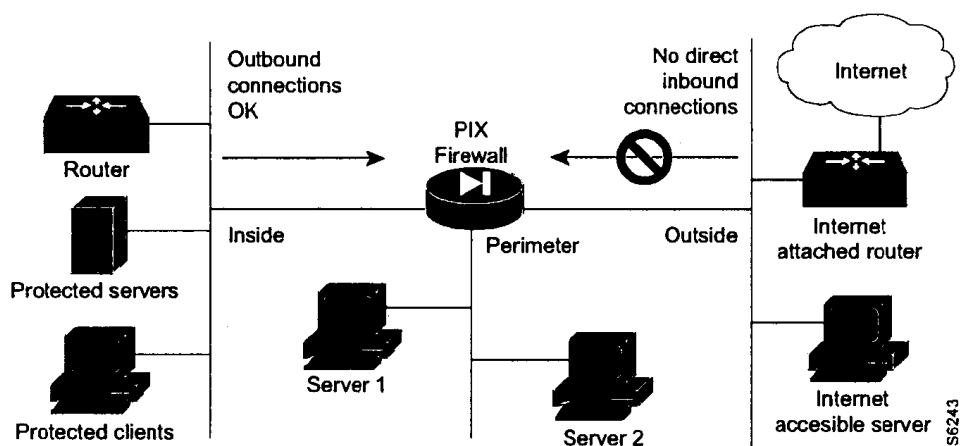 Outbound
connections
OK
No direct
inbound
connections
Internet
PIX
Firewall
Router
Inside
Perimeter
Outside
Internet
attached router
Protected servers
Server 1
Server 2
Protected clients
Internet
accesible server
S6243